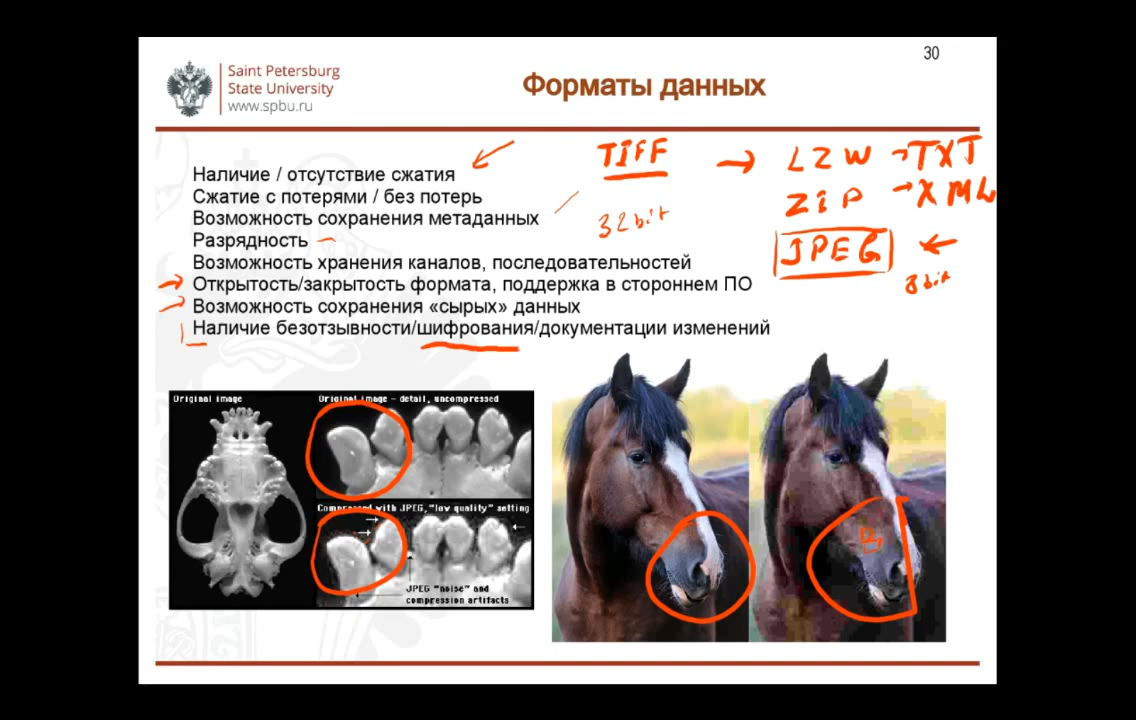 30
Saint Petersburg
State University
www.spbu.ru
Форматы данных
TIFF → LZW → TXT
ZIP → XML
32 bit
JPEG ←
8 bit
Наличие / отсутствие сжатия
Сжатие с потерями / без потерь
Возможность сохранения метаданных
Разрядность
Возможность хранения каналов, последовательностей
Открытость/закрытость формата, поддержка в стороннем ПО
Возможность сохранения «сырых» данных
Наличие безотзывности/шифрования/документации изменений
Original image
Original image - detail, uncompressed
Compressed with JPEG, "low quality" setting
JPEG "noise" and
compression artifacts